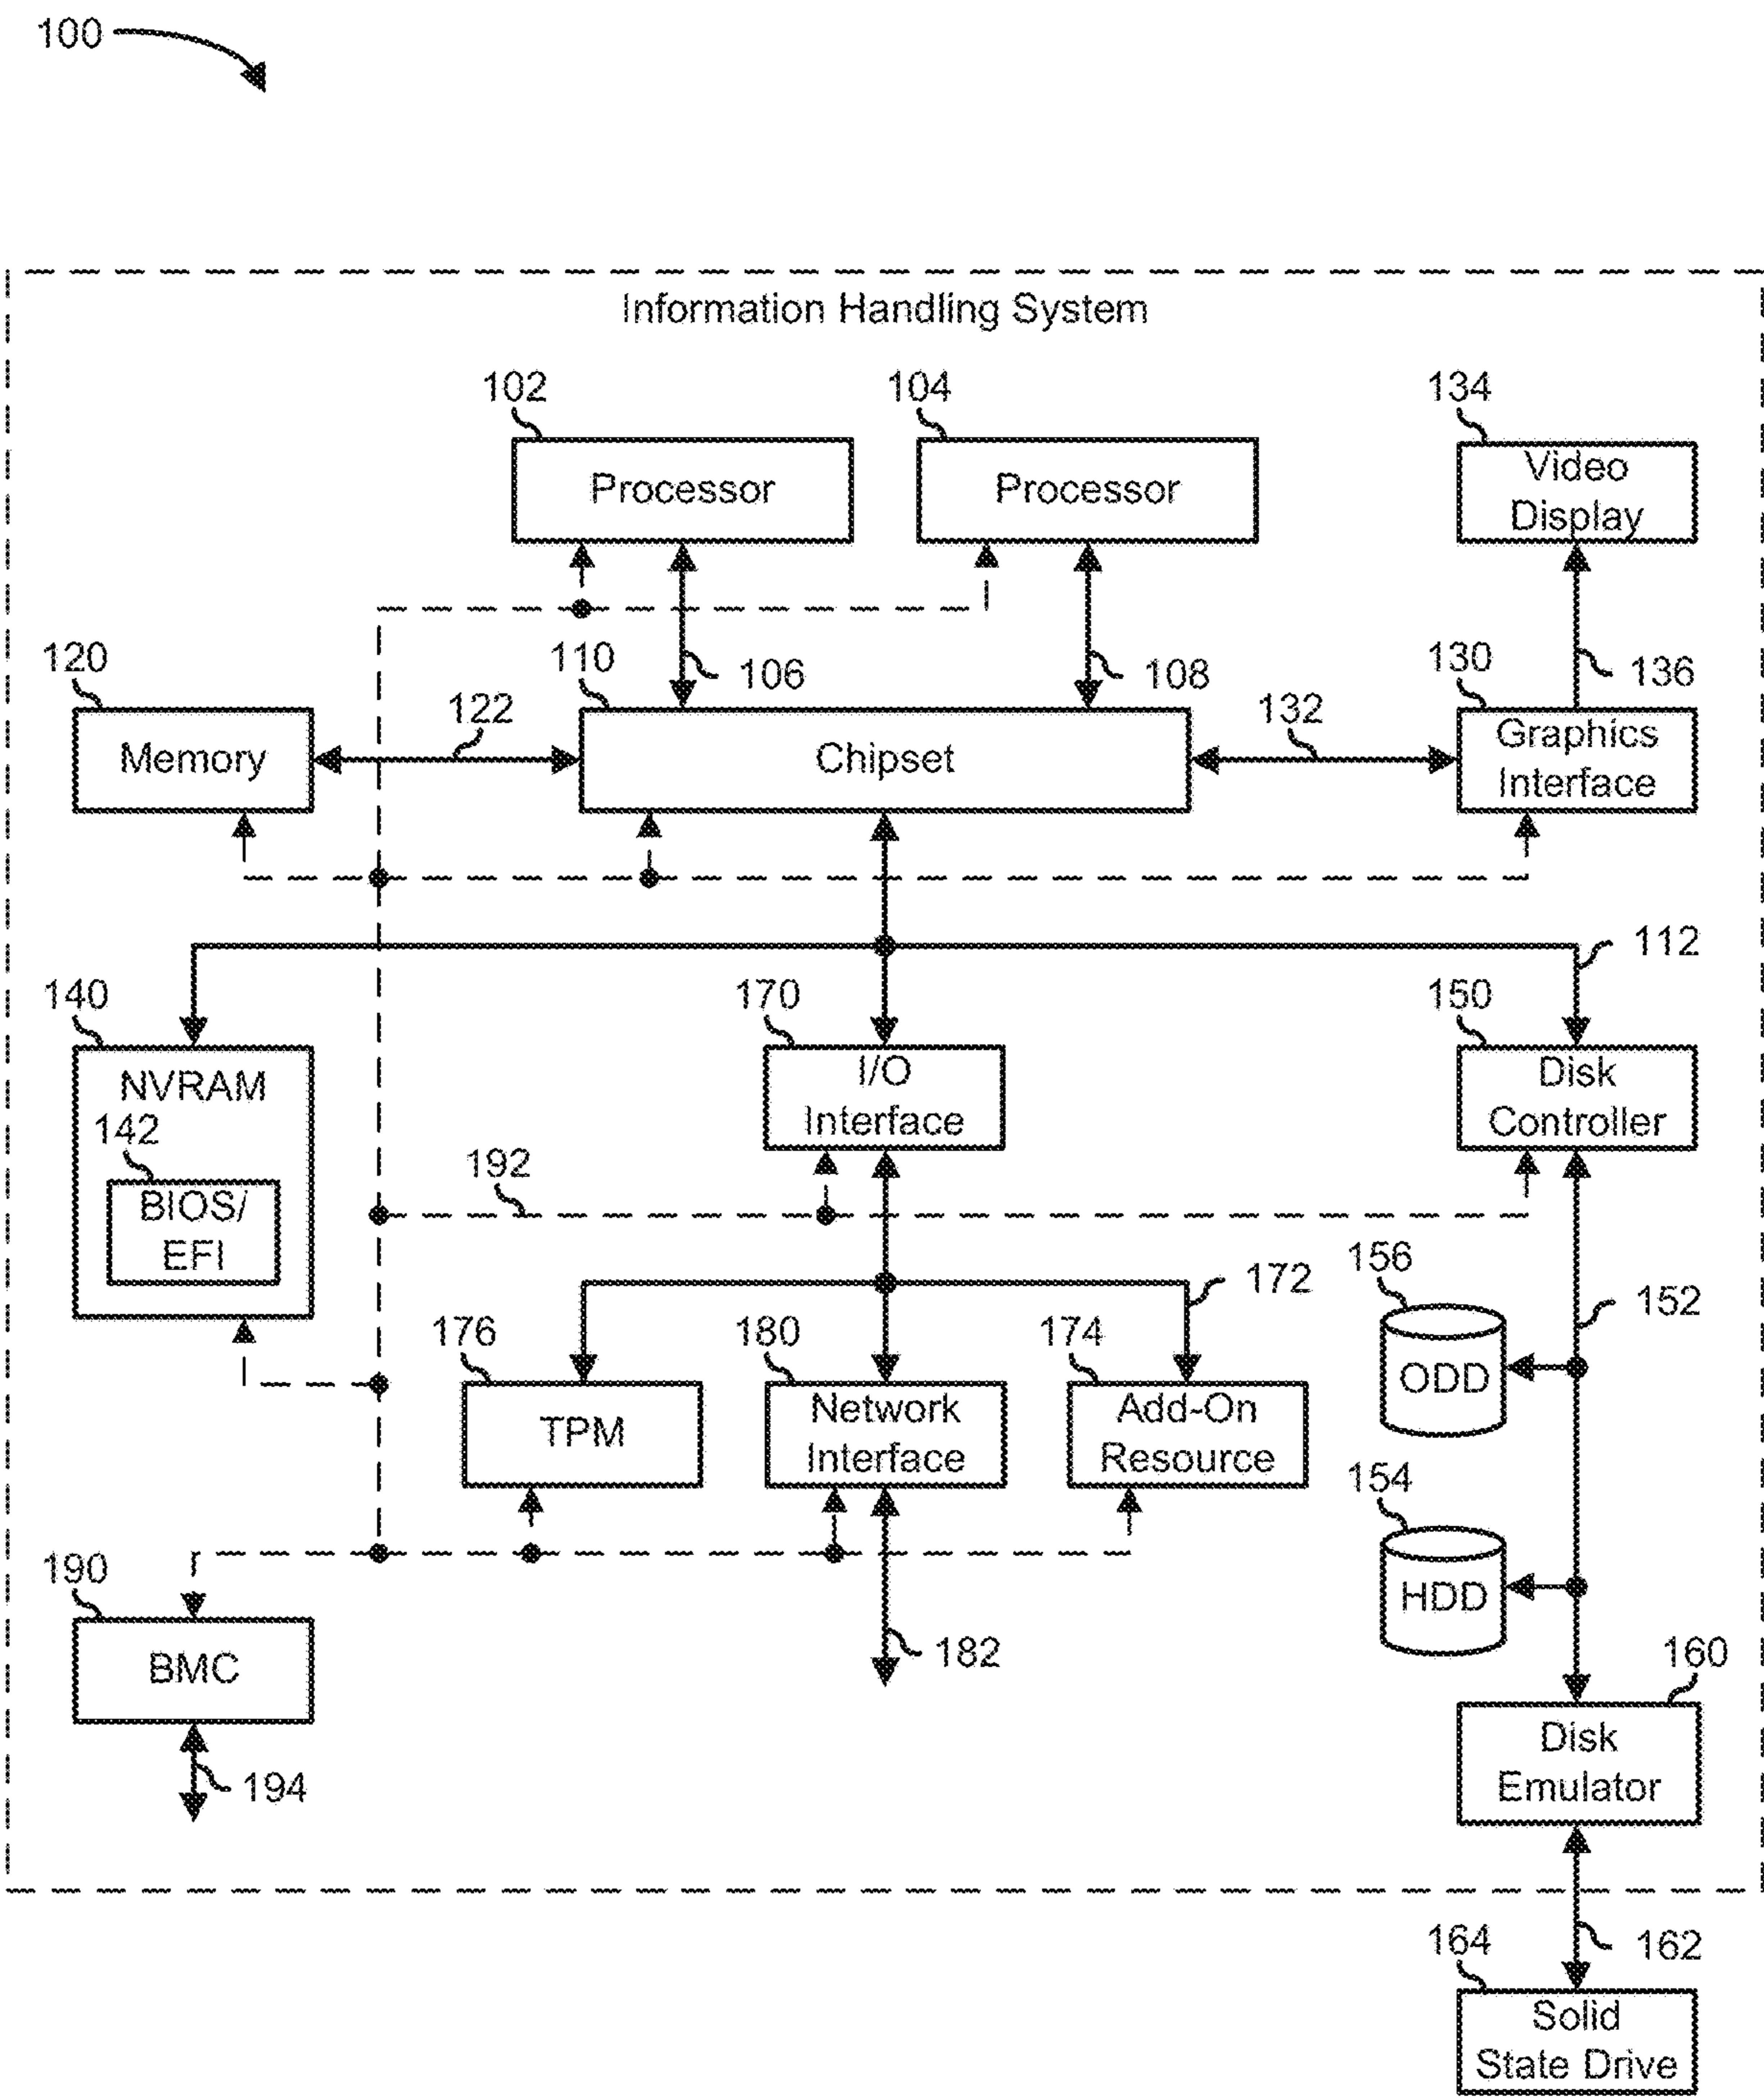 100
Information Handling System
102
104
134
Processor
Processor
Video
Display
120
110
106
108
130
136
122
132
Memory
Chipset
Graphics
Interface
112
140
170
150
NVRAM
I/O
Interface
Disk
Controller
142
BIOS/
EFI
192
156
172
152
176
180
174
ODD
TPM
Network
Interface
Add-On
Resource
154
190
HDD
BMC
182
160
194
Disk
Emulator
164
162
Solid
State Drive